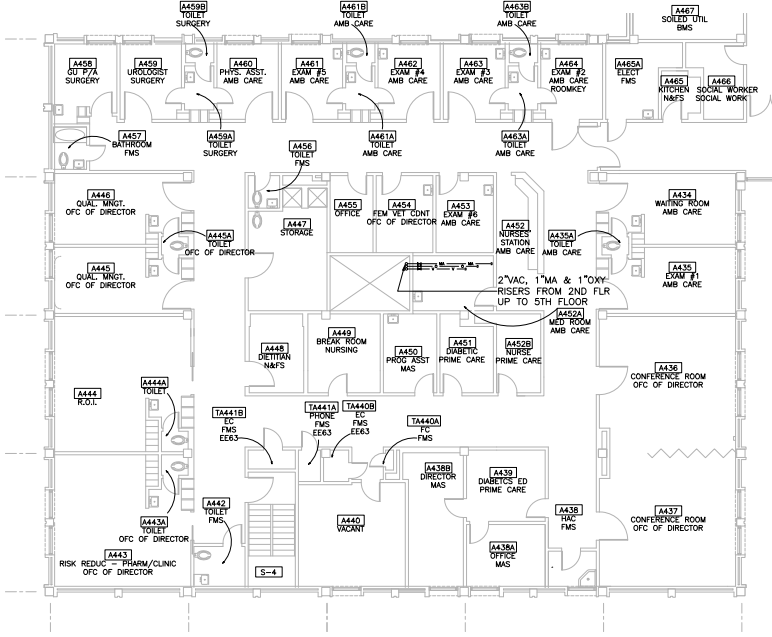 A459B
TOILET
SURGERY
A461B
TOILET
AMB CARE
A463B
TOILET
AMB CARE
A467
SOILED UTIL
BMS
A458
GU P/A
SURGERY
A459
UROLOGIST
SURGERY
A460
PHYS. ASST.
AMB CARE
A461
EXAM #5
AMB CARE
A462
EXAM #4
AMB CARE
A463
EXAM #3
AMB CARE
A464
EXAM #2
AMB CARE
ROOMKEY
A465A
ELECT
FMS
A465
KITCHEN
N&FS
A466
SOCIAL WORKER
SOCIAL WORK
A457
BATHROOM
FMS
A459A
TOILET
SURGERY
A456
TOILET
FMS
A461A
TOILET
AMB CARE
A463A
TOILET
AMB CARE
A446
QUAL. MNGT.
OFC OF DIRECTOR
A445A
TOILET
OFC OF DIRECTOR
A447
STORAGE
A455
OFFICE
A454
FEM VET CDNT
OFC OF DIRECTOR
A453
EXAM #6
AMB CARE
A452
NURSES'
STATION
AMB CARE
A435A
TOILET
AMB CARE
A434
WAITING ROOM
AMB CARE
A445
QUAL. MNGT.
OFC OF DIRECTOR
A435
EXAM #1
AMB CARE
2"VAC, 1"MA & 1"OXY
RISERS FROM 2ND FLR
UP TO 5TH FLOOR
A452A
MED ROOM
AMB CARE
A448
DIETITIAN
N&FS
A449
BREAK ROOM
NURSING
A450
PROG ASST
MAS
A451
DIABETIC
PRIME CARE
A452B
NURSE
PRIME CARE
A436
CONFERENCE ROOM
OFC OF DIRECTOR
A444
R.O.I.
A444A
TOILET
TA441B
EC
FMS
EE63
TA441A
PHONE
FMS
EE63
TA440B
EC
FMS
EE63
TA440A
FC
FMS
A438B
DIRECTOR
MAS
A439
DIABETCS ED
PRIME CARE
A443A
TOILET
OFC OF DIRECTOR
A442
TOILET
FMS
A440
VACANT
A438
HAC
FMS
A437
CONFERENCE ROOM
OFC OF DIRECTOR
A443
RISK REDUC - PHARM/CLINIC
OFC OF DIRECTOR
S-4
A438A
OFFICE
MAS